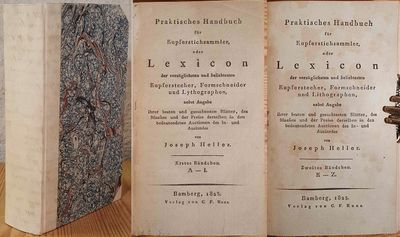 Praktisches Handbuch
für
Kupferstichsammler,
oder
Lexicon
der vorzüglichsten und beliebtesten
Kupferstecher, Formschneider
und Lythographen,
nebst Angabe
ihrer besten und gesuchtesten Blätter, des
Maaßes und der Preise derselben in den
bedeutendsten Auctionen des In- und
Auslandes
von
Joseph Heller.
Erstes Bändchen.
A — I.
Bamberg, 1823.
Verlag von C. F. Kunz
Praktisches Handbuch
für
Kupferstichsammler,
oder
Lexicon
der vorzüglichsten und beliebtesten
Kupferstecher, Formschneider
und Lithographen,
nebst Angabe
ihrer besten und gesuchtesten Blätter, des
Maaßes und der Preise derselben in den
bedeutendsten Auctionen des In- und
Auslandes
von
Joseph Heller.
Zweites Bändchen.
K — Z.
Bamberg, 1825.
Verlag von C. F. Kunz